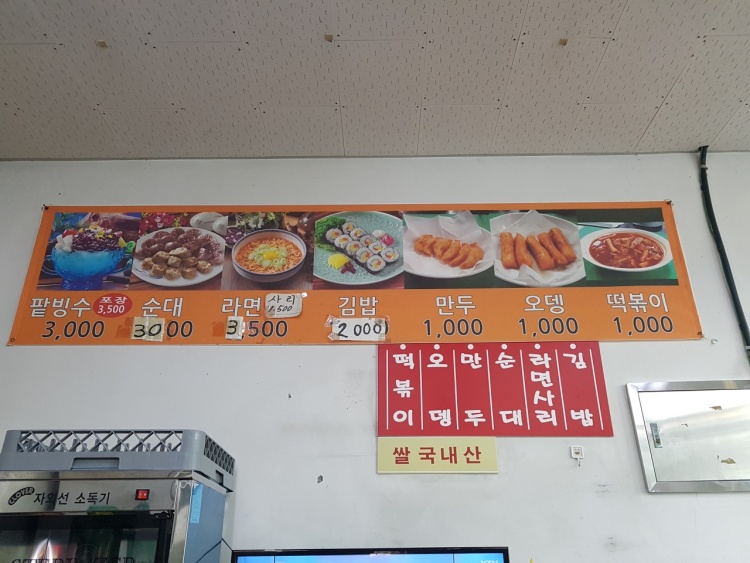 팥빙수 포장 3,500 순대 라면 사리 1,500 김밥 만두 오뎅 떡볶이
3,000 3000 3,500 2000 1,000 1,000 1,000
떡볶이
오뎅
만두
순대
라면사리
김밥
쌀 국내산
CLOVER 자외선 소독기